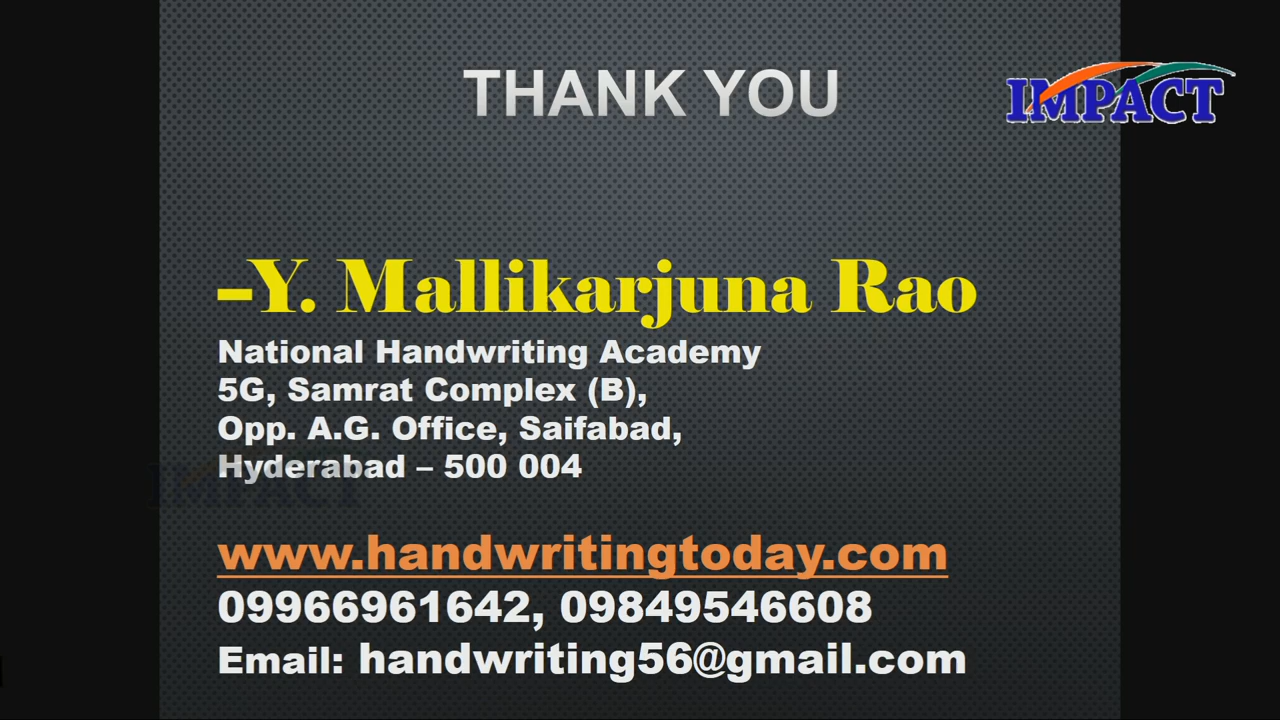 THANK YOU
IMPACT
–Y. Mallikarjuna Rao
National Handwriting Academy
5G, Samrat Complex (B),
Opp. A.G. Office, Saifabad,
Hyderabad – 500 004
IMPACT
www.handwritingtoday.com
09966961642, 09849546608
Email: handwriting56@gmail.com